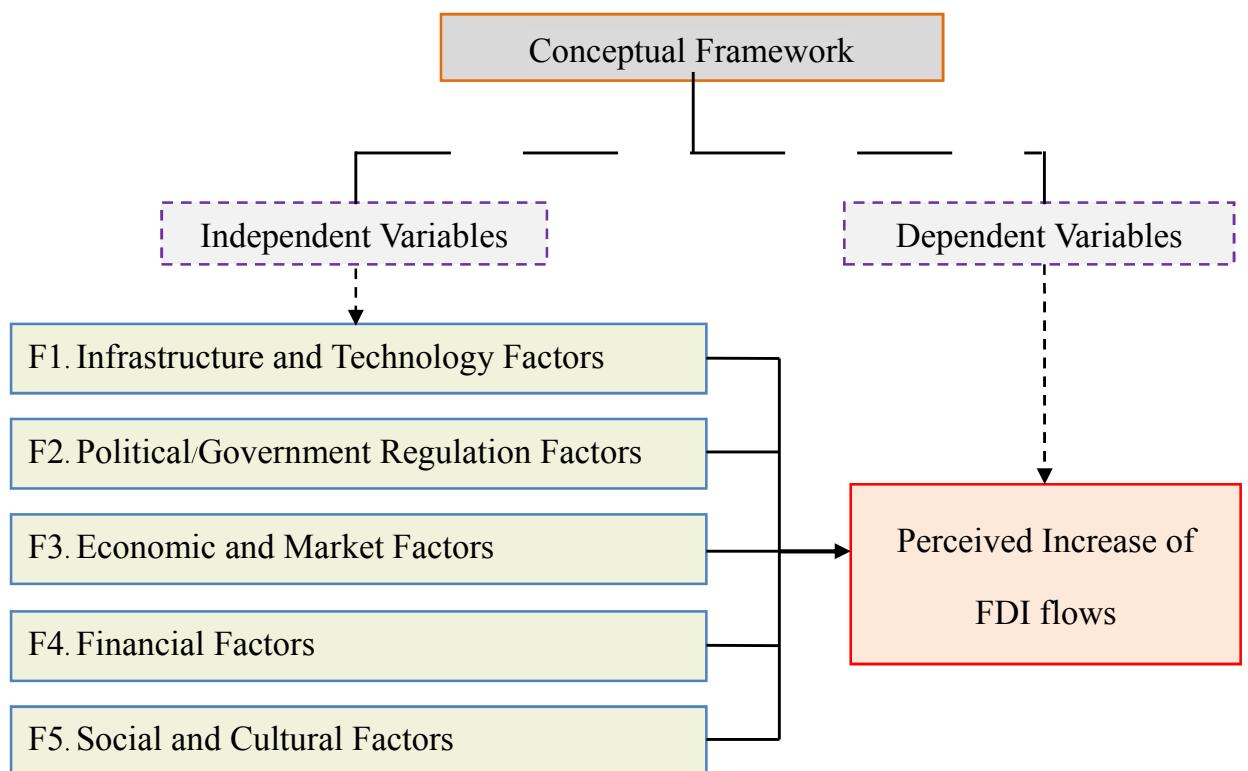 Conceptual Framework
Independent Variables
Dependent Variables
F1. Infrastructure and Technology Factors
F2. Political/Government Regulation Factors
F3. Economic and Market Factors
F4. Financial Factors
F5. Social and Cultural Factors
Perceived Increase of
FDI flows